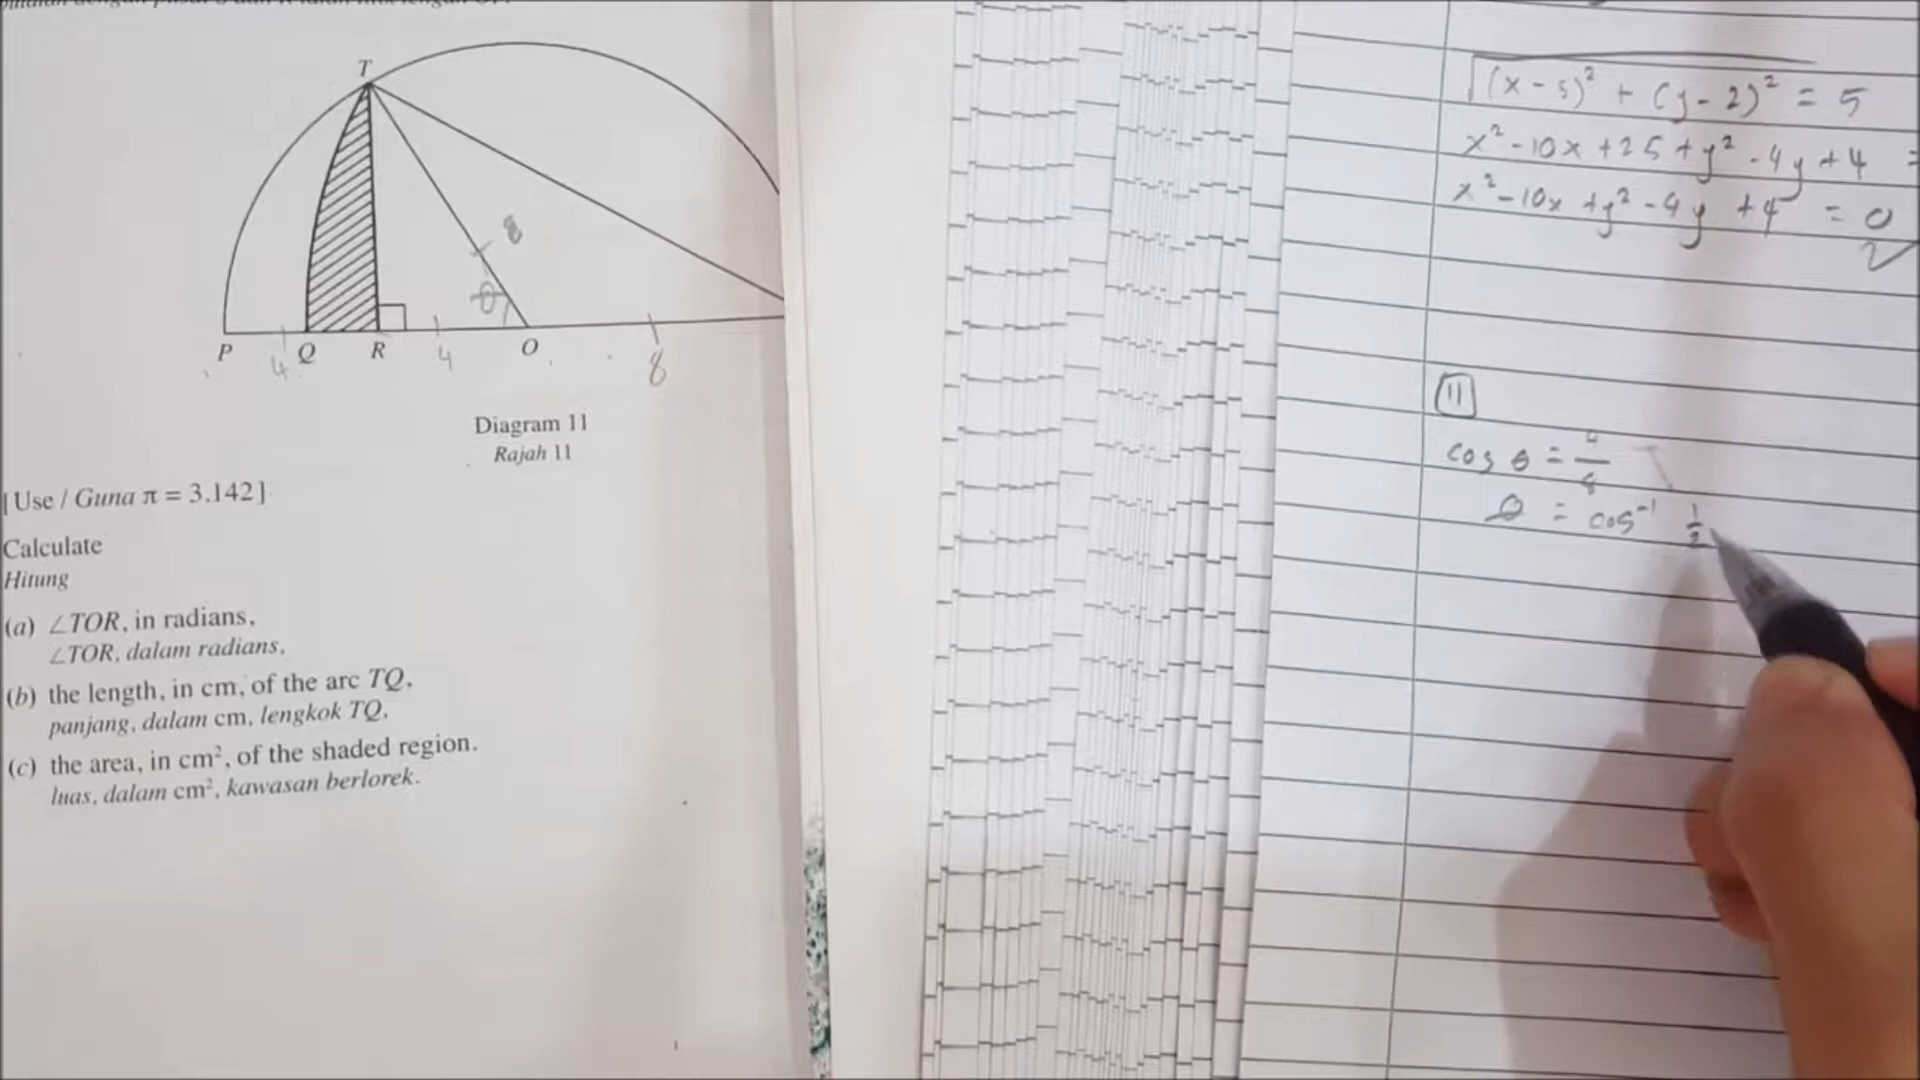 T
8
θ
P
Q
R
O
4
4
8
Diagram 11
Rajah 11
[Use / Guna π = 3.142]
Calculate
Hitung
(a) ∠TOR, in radians,
∠TOR, dalam radians,
(b) the length, in cm, of the arc TQ,
panjang, dalam cm, lengkok TQ,
(c) the area, in cm², of the shaded region.
luas, dalam cm², kawasan berlorek.
√(x - 5)² + (y - 2)² = 5
x² - 10x + 25 + y² - 4y + 4 =
x² - 10x + y² - 4y + 4 = 0
11
cos θ = 4/8
θ = cos⁻¹ 1/2